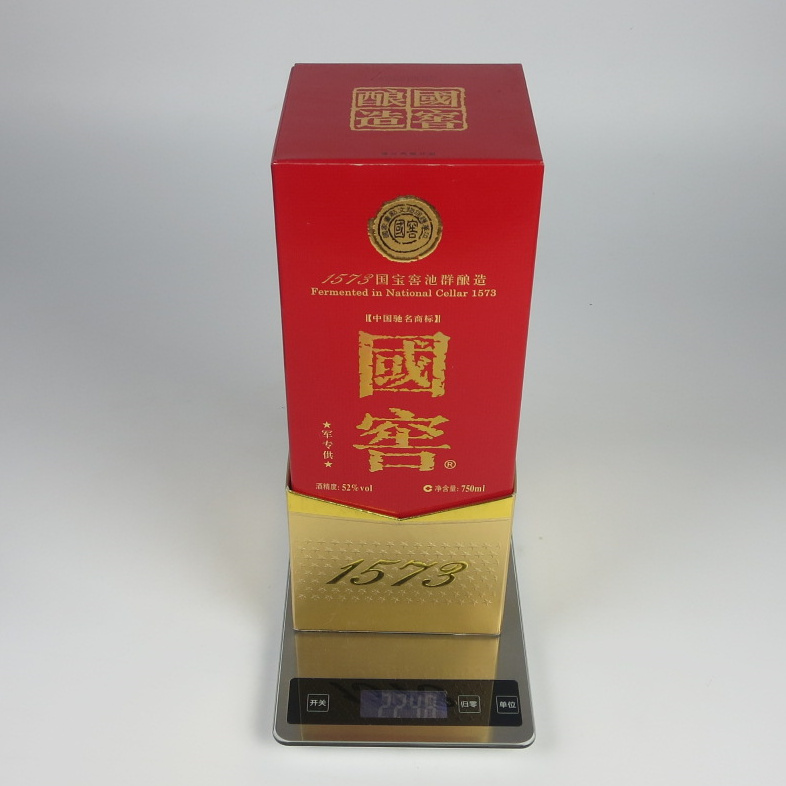 國釀
窖造
國窖
1573国宝窖池群酿造
Fermented in National Cellar 1573
【中国驰名商标】
國
窖
®
★军专供★
酒精度: 52%vol
C 净含量: 750ml
1573
开关
归零
单位